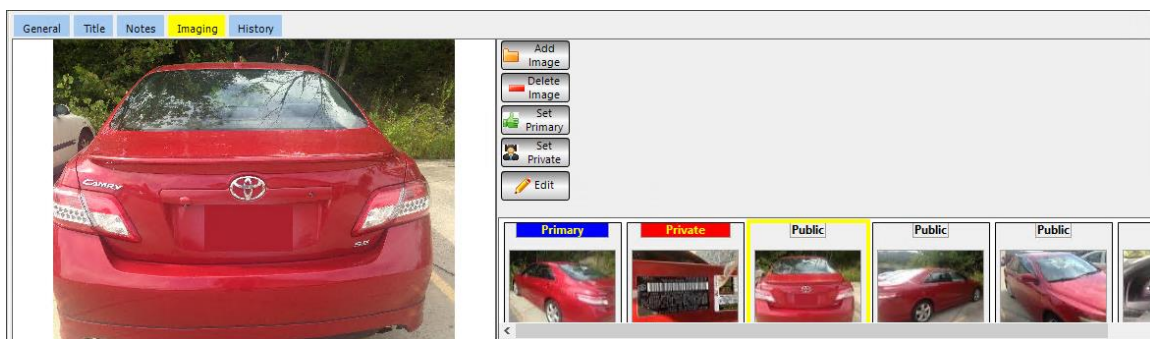 General Title Notes Imaging History
Add
Image
Delete
Image
Set
Primary
Set
Private
Edit
CAMRY
SE
Primary Private Public Public Public